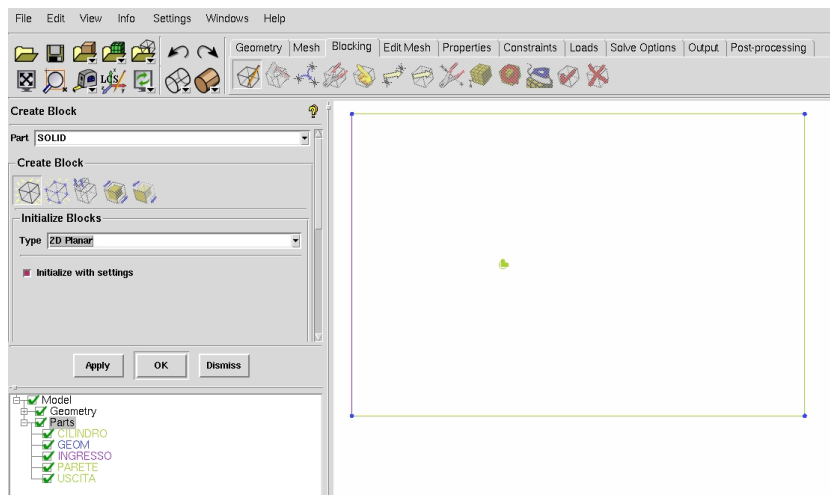 File Edit View Info Settings Windows Help
Geometry Mesh Blocking Edit Mesh Properties Constraints Loads Solve Options Output Post-processing
LCS
Create Block
Part SOLID
Create Block
Initialize Blocks
Type 2D Planar
Initialize with settings
Apply OK Dismiss
Model
Geometry
Parts
CILINDRO
GEOM
INGRESSO
PARETE
USCITA